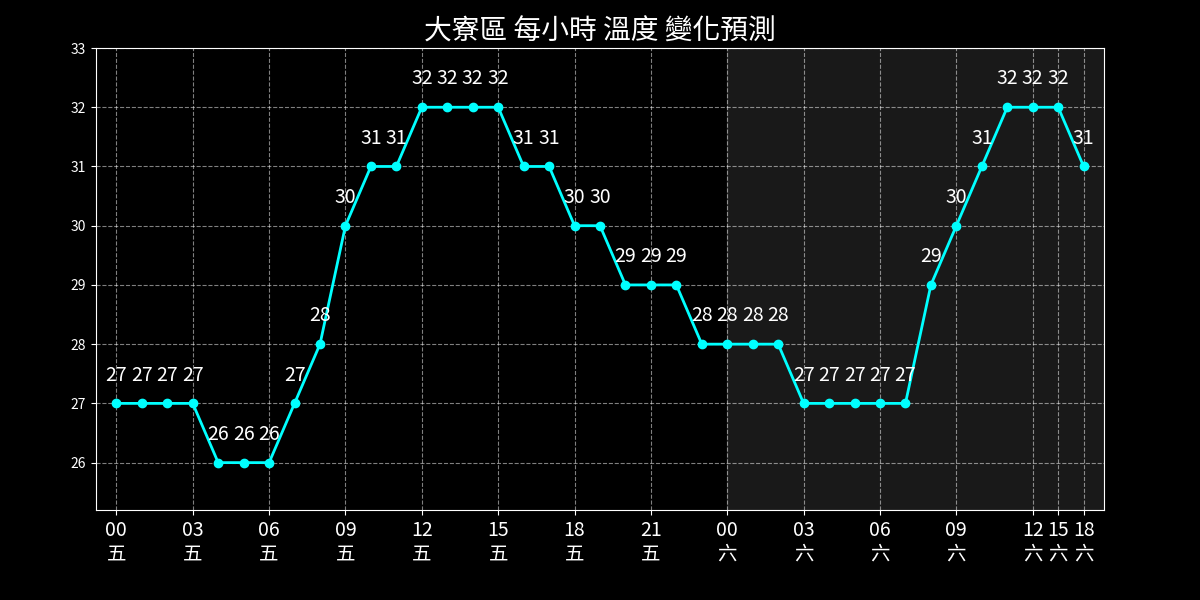 大寮區 每小時 溫度 變化預測
33
32
31
30
29
28
27
26
32 32 32 32 32 32 32
31 31 31 31 31 31
30 30 30 30
29 29 29 29
28 28 28 28 28
27 27 27 27 27 27 27 27 27 27
26 26 26
00 03 06 09 12 15 18 21 00 03 06 09 12 15 18
五 五 五 五 五 五 五 五 六 六 六 六 六 六 六